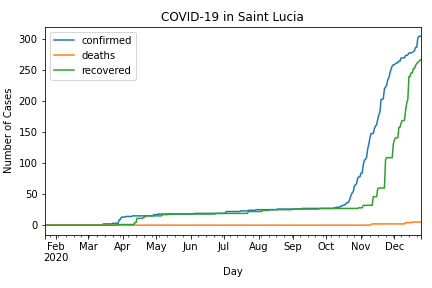 COVID-19 in Saint Lucia
confirmed
deaths
recovered
Number of Cases
300
250
200
150
100
50
0
Feb Mar Apr May Jun Jul Aug Sep Oct Nov Dec
2020
Day